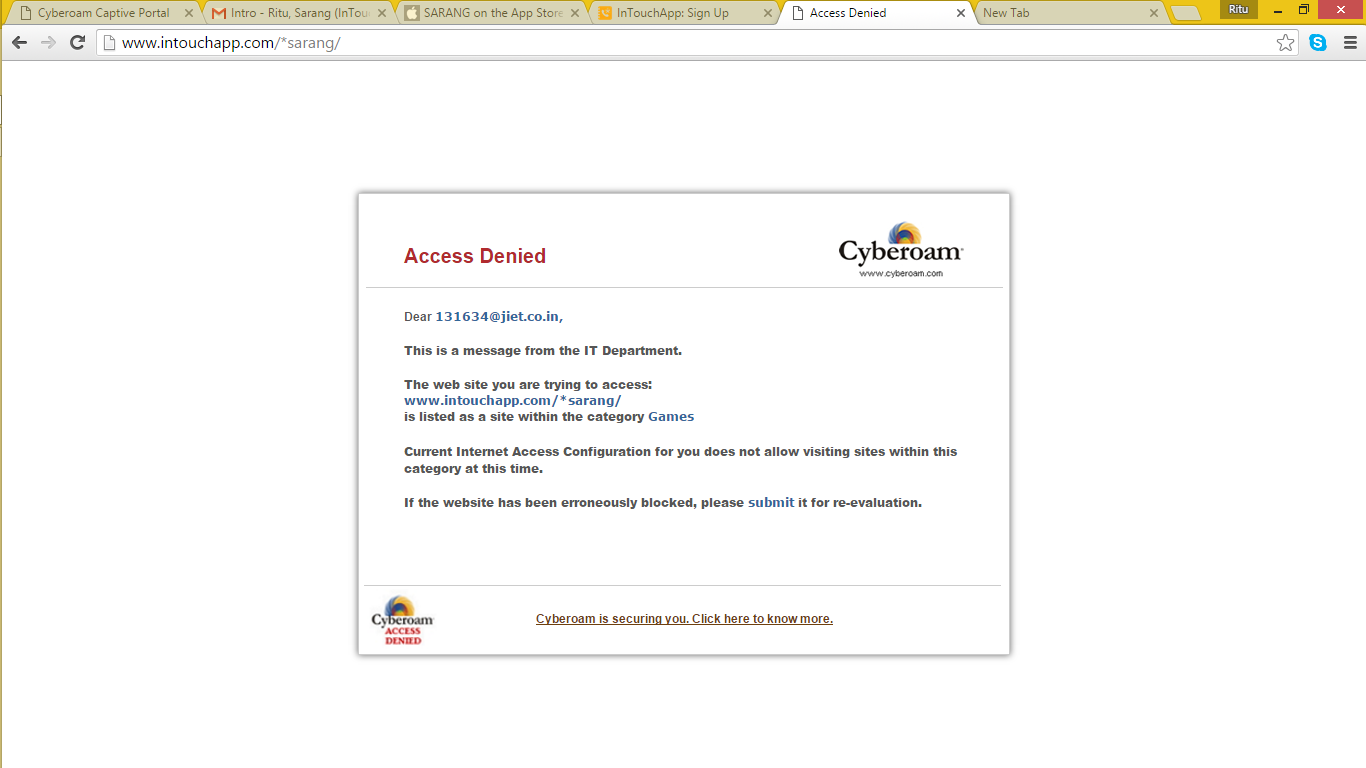 Cyberoam Captive Portal
Intro - Ritu, Sarang (InTou
SARANG on the App Store
InTouchApp: Sign Up
Access Denied
New Tab
Ritu
www.intouchapp.com/*sarang/
Access Denied
Cyberoam
www.cyberoam.com
Dear 131634@jiet.co.in,
This is a message from the IT Department.
The web site you are trying to access:
www.intouchapp.com/*sarang/
is listed as a site within the category Games
Current Internet Access Configuration for you does not allow visiting sites within this
category at this time.
If the website has been erroneously blocked, please submit it for re-evaluation.
Cyberoam
ACCESS
DENIED
Cyberoam is securing you. Click here to know more.